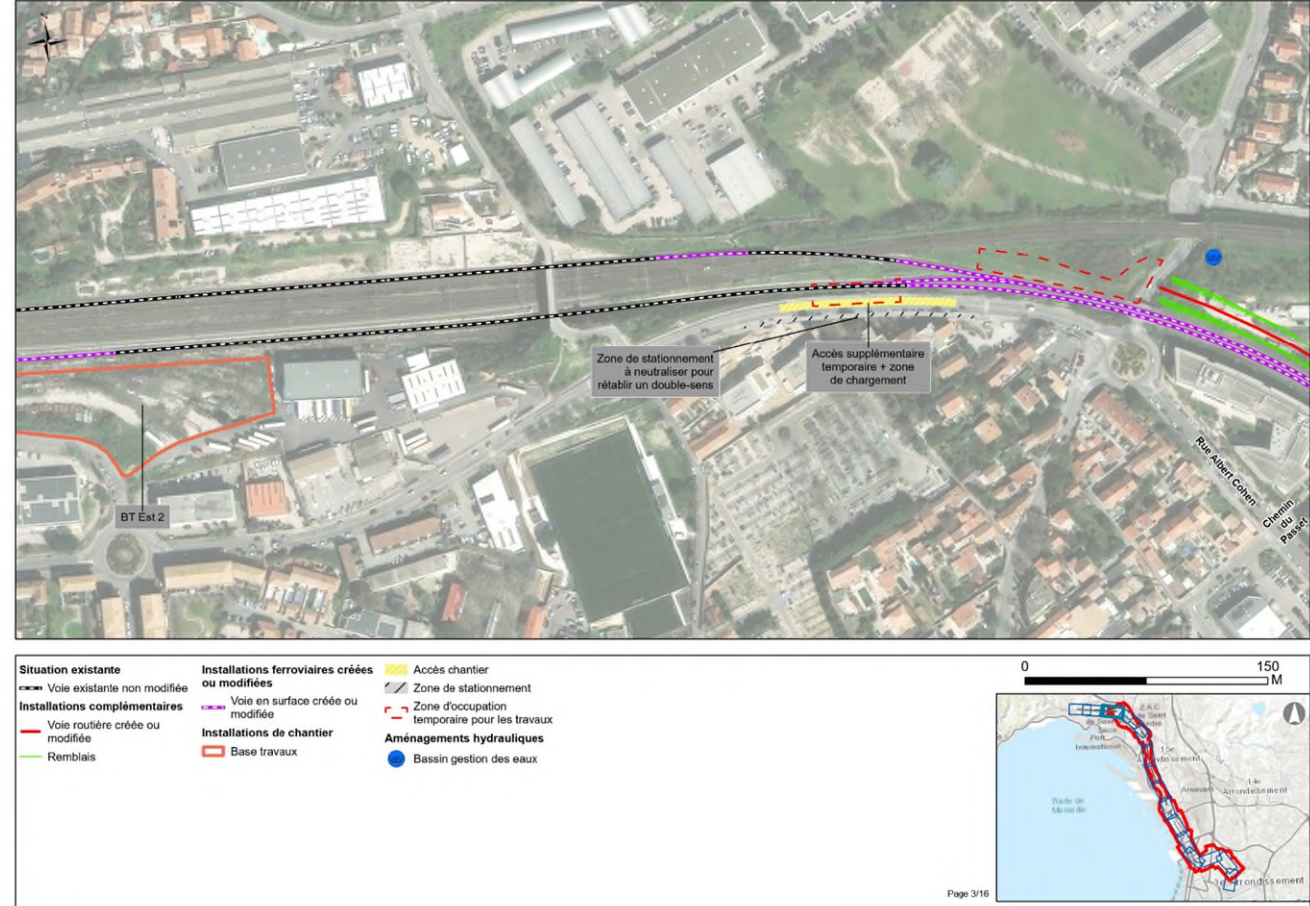 N
Zone de stationnement
à neutraliser pour
rétablir un double-sens
Accès supplémentaire
temporaire + zone
de chargement
BT Est 2
Rue Albert Cohen
Chemin
du
Passet
Situation existante
Voie existante non modifiée
Installations complémentaires
Voie routière créée ou
modifiée
Remblais
Installations ferroviaires créées
ou modifiées
Voie en surface créée ou
modifiée
Installations de chantier
Base travaux
Accès chantier
Zone de stationnement
Zone d'occupation
temporaire pour les travaux
Aménagements hydrauliques
Bassin gestion des eaux
0 150
M
Z.A.C.
de Saint
Port
International
15e
Arrondissement
14e
Arrondissement
Arenavès
Rade de
Marseille
3e Arrondissement
Page 3/16